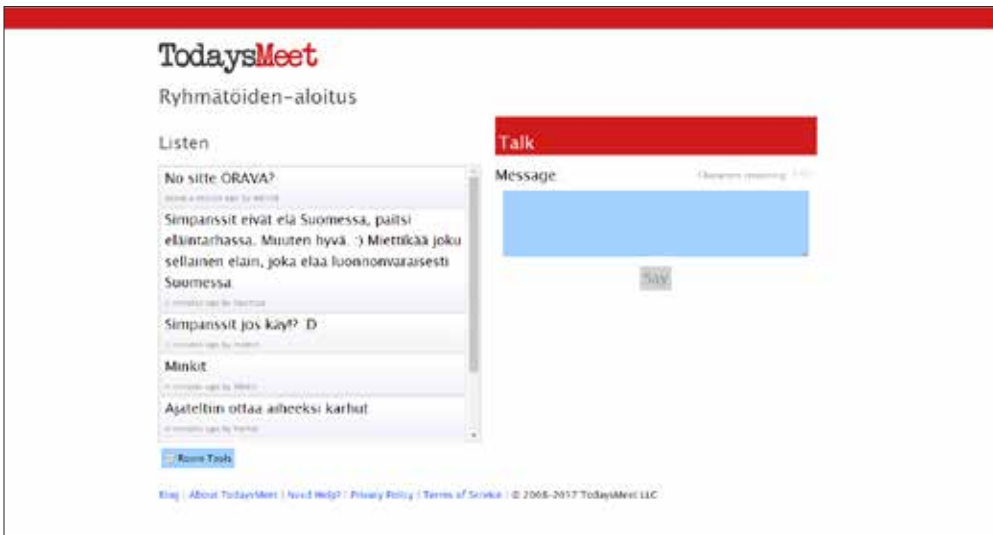 TodaysMeet
Ryhmätöiden-aloitus
Listen
No sitte ORAVA?
Simpanssit eivät elä Suomessa, paitsi
eläintarhassa. Muuten hyvä. :) Miettikää joku
sellainen eläin, joka elää luonnonvaraisesti
Suomessa.
Simpanssit jos käy!? :D
Minkit
Ajateltiin ottaa aiheeksi karhut
Room Tools
Talk
Message
Characters remaining:
Say
Blog | About TodaysMeet | Need Help? | Privacy Policy | Terms of Service | © 2008-2017 TodaysMeet LLC